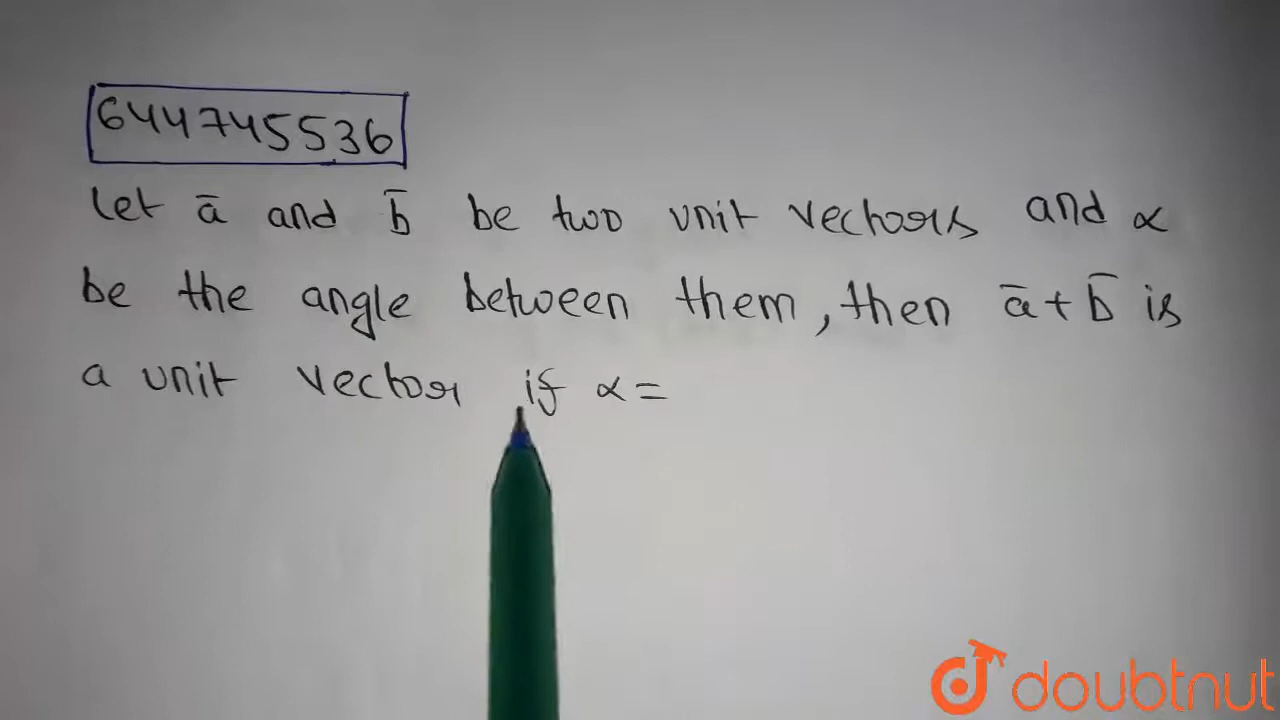 644745536
Let a̅ and b̅ be two unit vectors and α
be the angle between them, then a̅ + b̅ is
a unit vector if α =
doubtnut